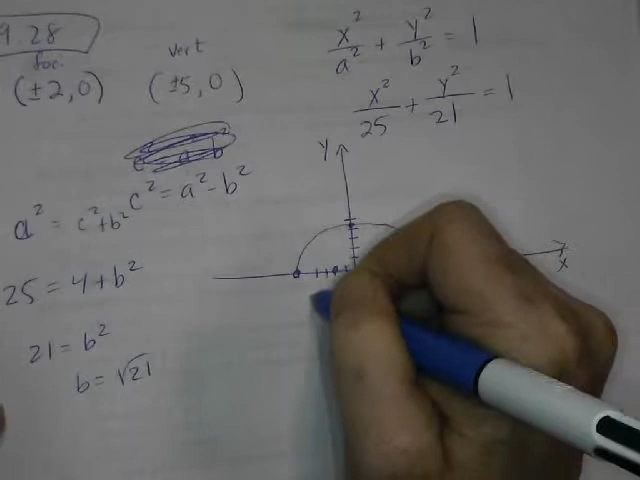 9.28
foci
vert
(±2,0)
(±5,0)
x²/a² + y²/b² = 1
x²/25 + y²/21 = 1
c² = a² - b²
a² = c² + b²
25 = 4 + b²
21 = b²
b = √21
y
x